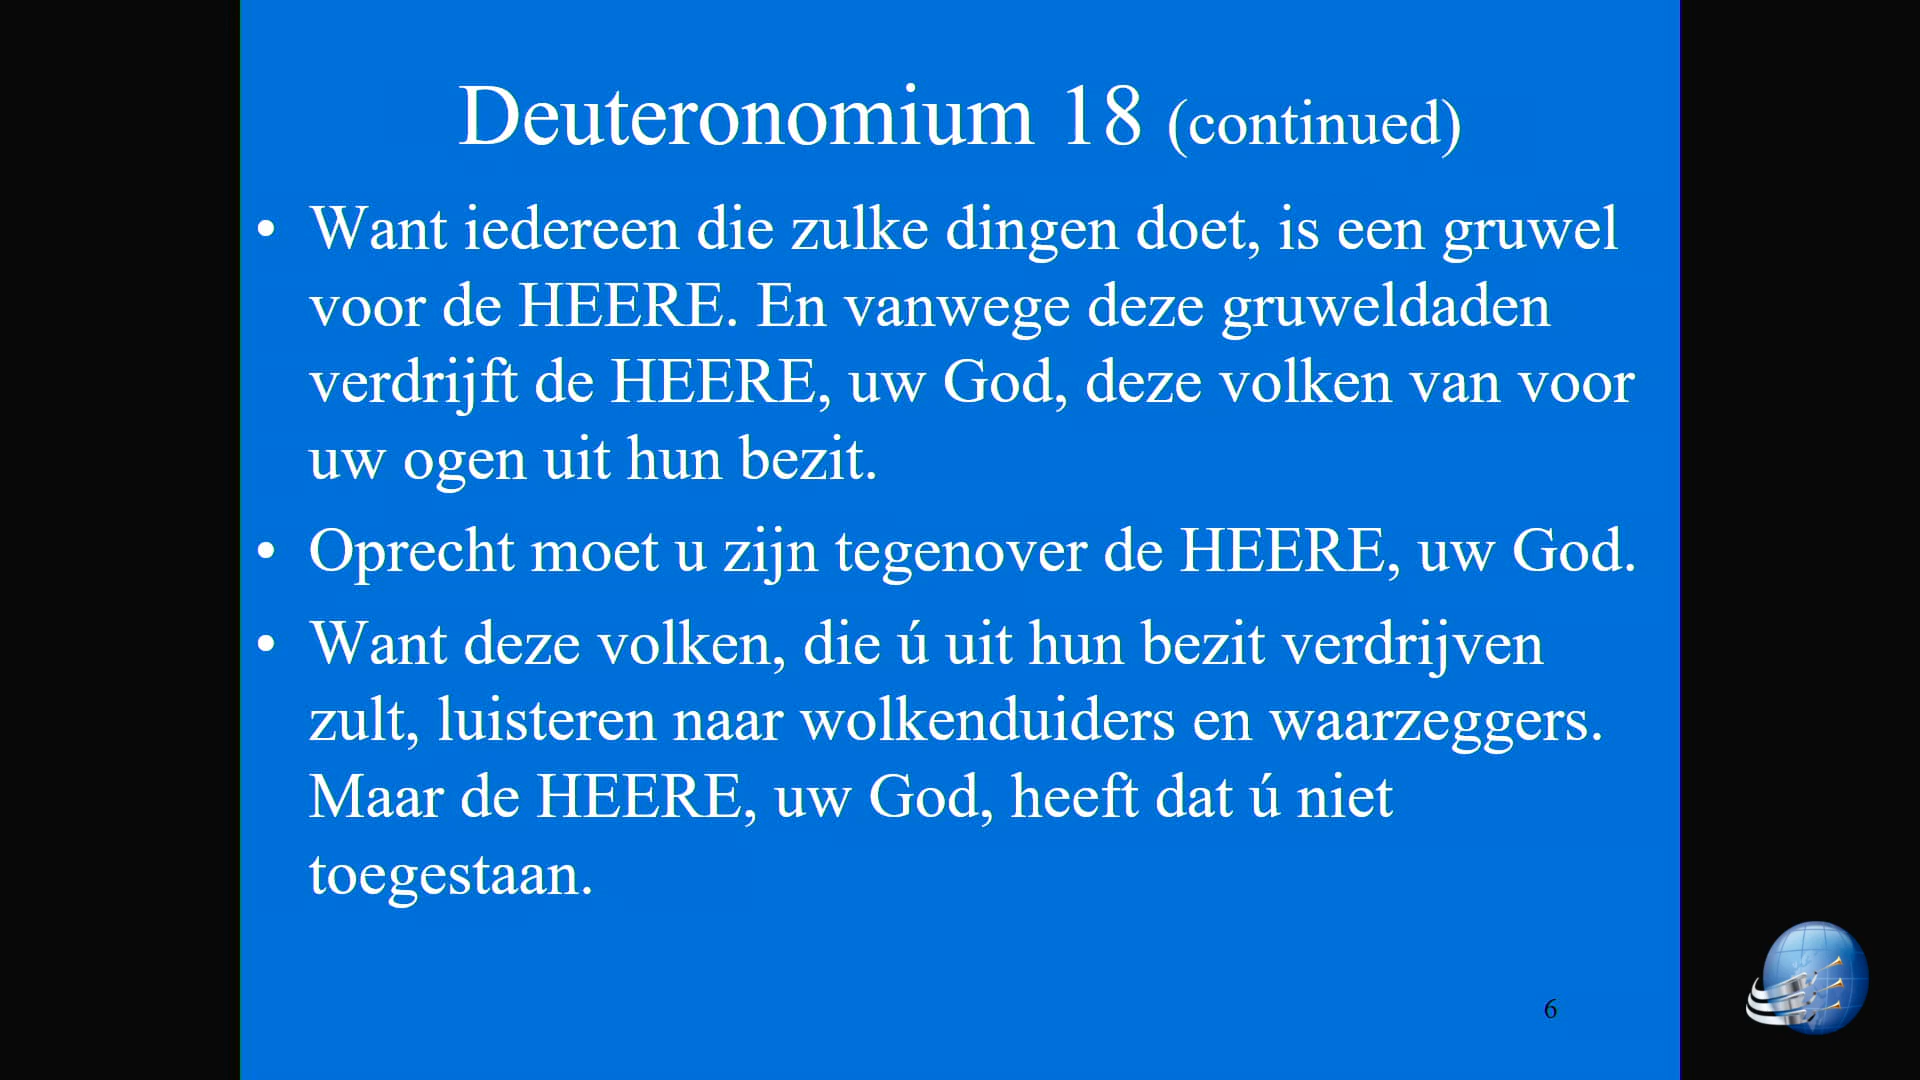 Deuteronomium 18 (continued)
• Want iedereen die zulke dingen doet, is een gruwel
voor de HEERE. En vanwege deze gruweldaden
verdrijft de HEERE, uw God, deze volken van voor
uw ogen uit hun bezit.
• Oprecht moet u zijn tegenover de HEERE, uw God.
• Want deze volken, die ú uit hun bezit verdrijven
zult, luisteren naar wolkenduiders en waarzeggers.
Maar de HEERE, uw God, heeft dat ú niet
toegestaan.
6